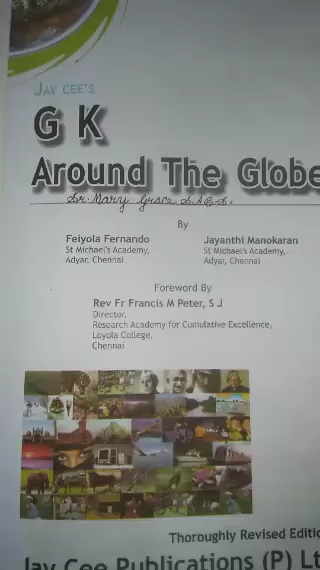 JAY CEE'S
G K
Around The Globe
Sr. Mary Grace S.A.B.S.
By
Feiyola Fernando
St Michael's Academy,
Adyar, Chennai
Jayanthi Manokaran
St Michael's Academy,
Adyar, Chennai
Foreword By
Rev Fr Francis M Peter, S J
Director,
Research Academy for Cumulative Excellence,
Loyola College,
Chennai
Thoroughly Revised Editio
Jay Cee Publications (P) Lt